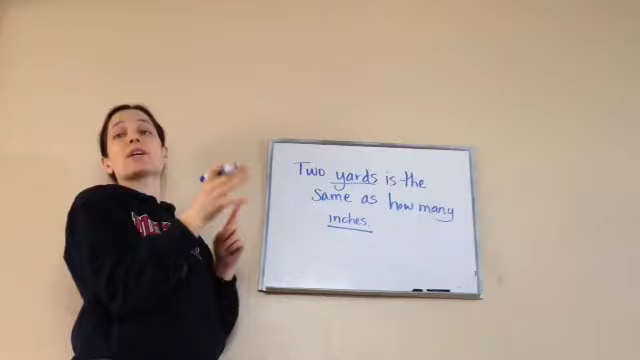 Two yards is the
same as how many
inches.